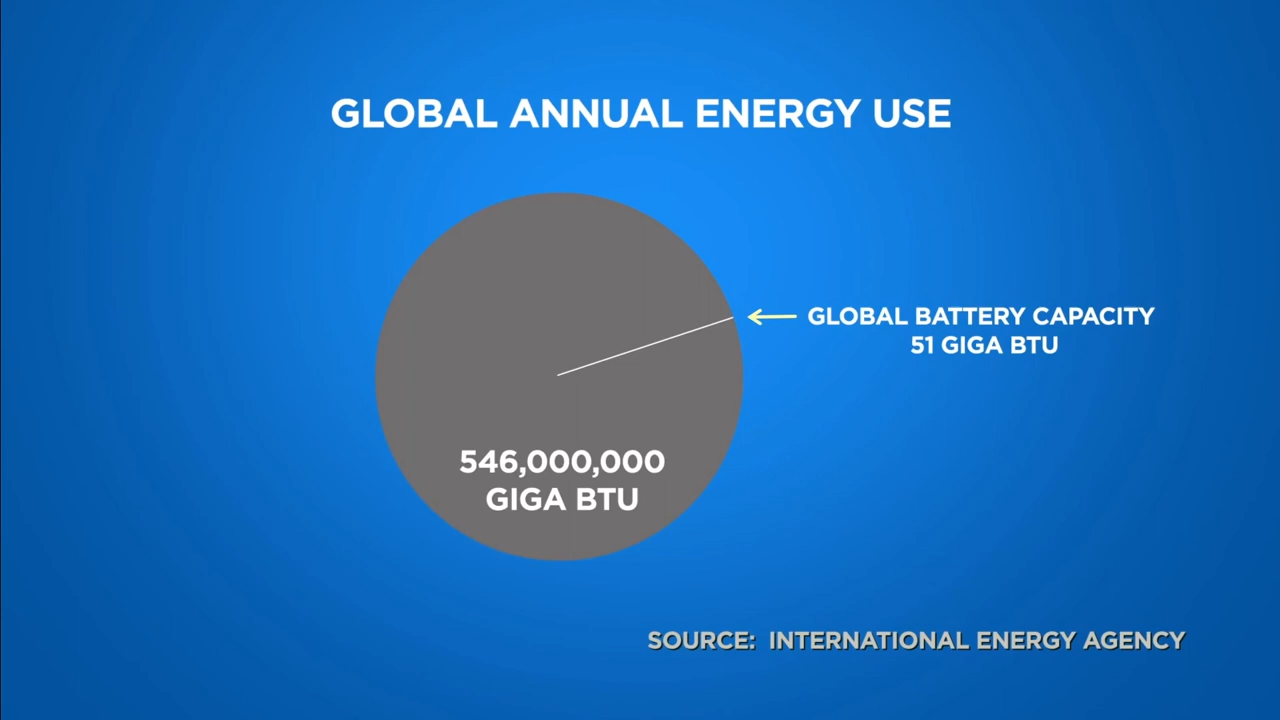 GLOBAL ANNUAL ENERGY USE
GLOBAL BATTERY CAPACITY
51 GIGA BTU
546,000,000
GIGA BTU
SOURCE: INTERNATIONAL ENERGY AGENCY